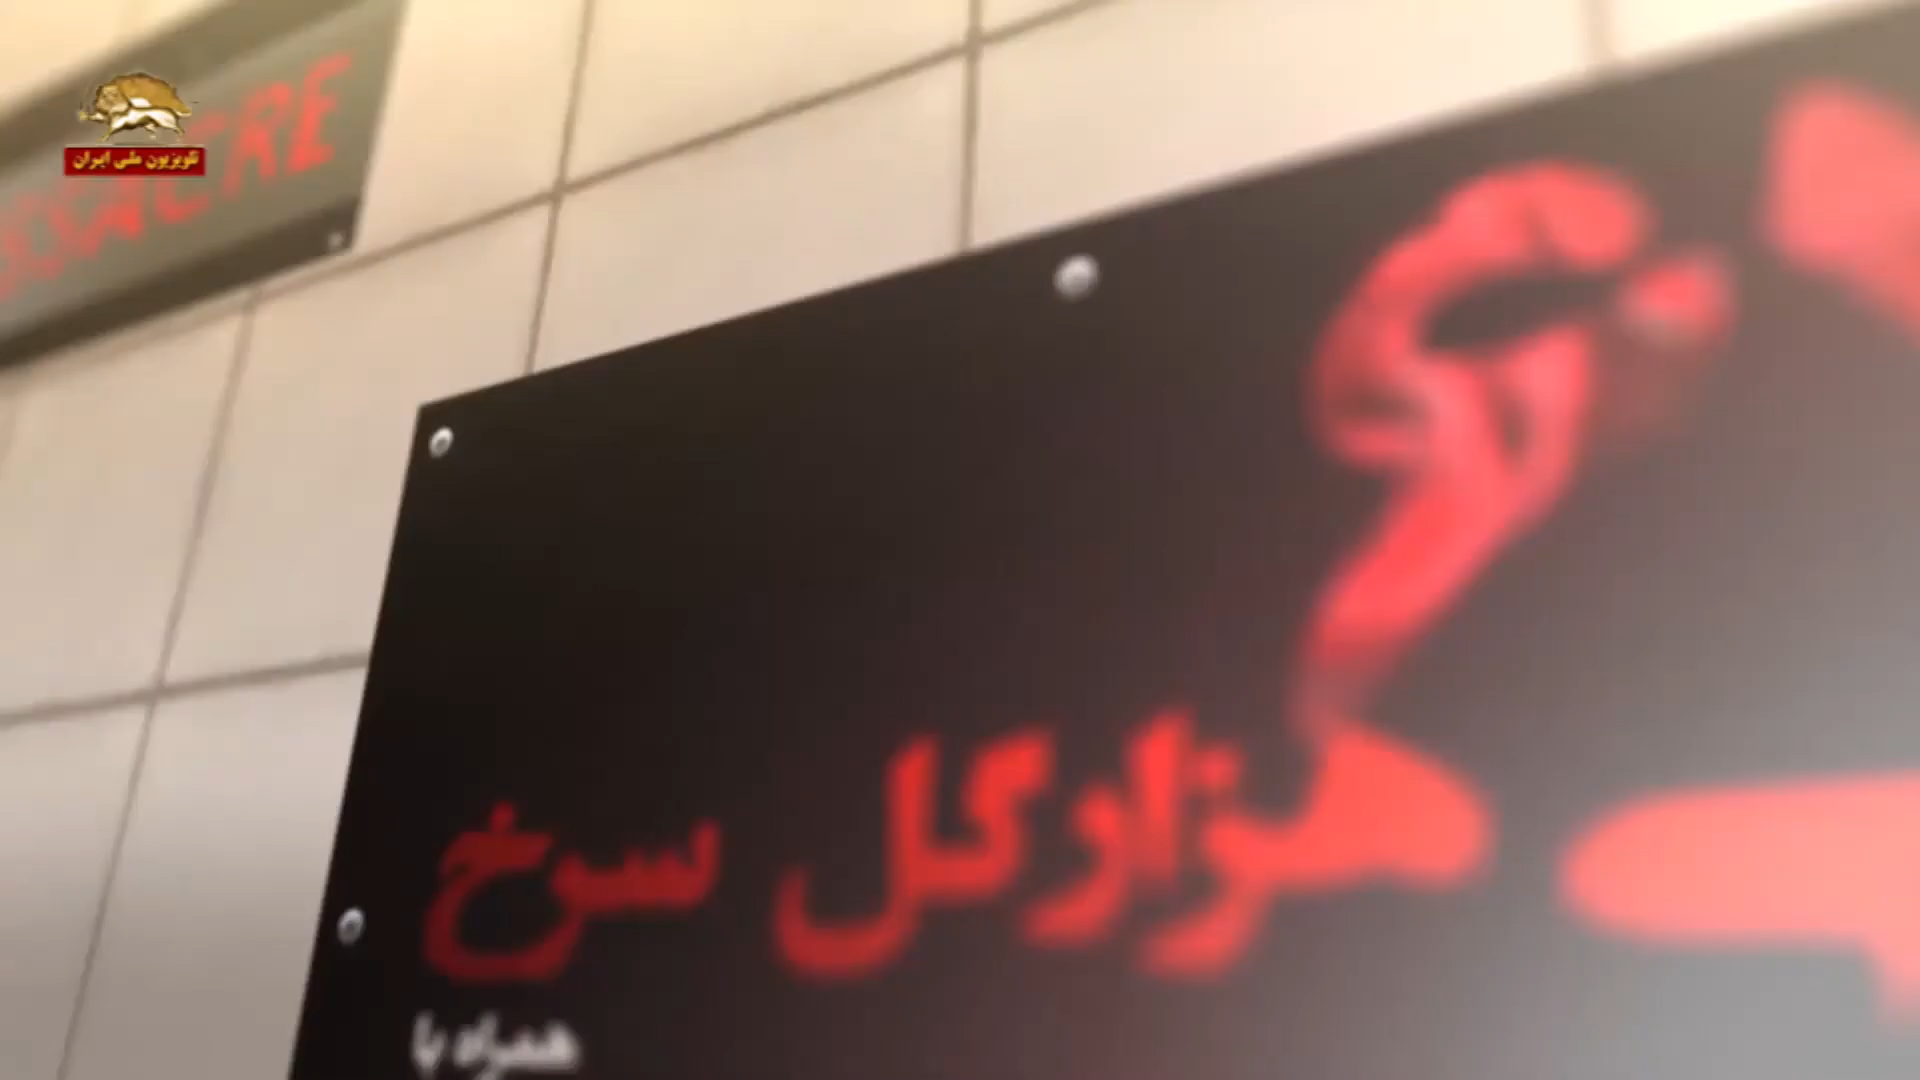 SSACRE
تلویزیون ملی ایران
هزار گل سرخ
همراه با